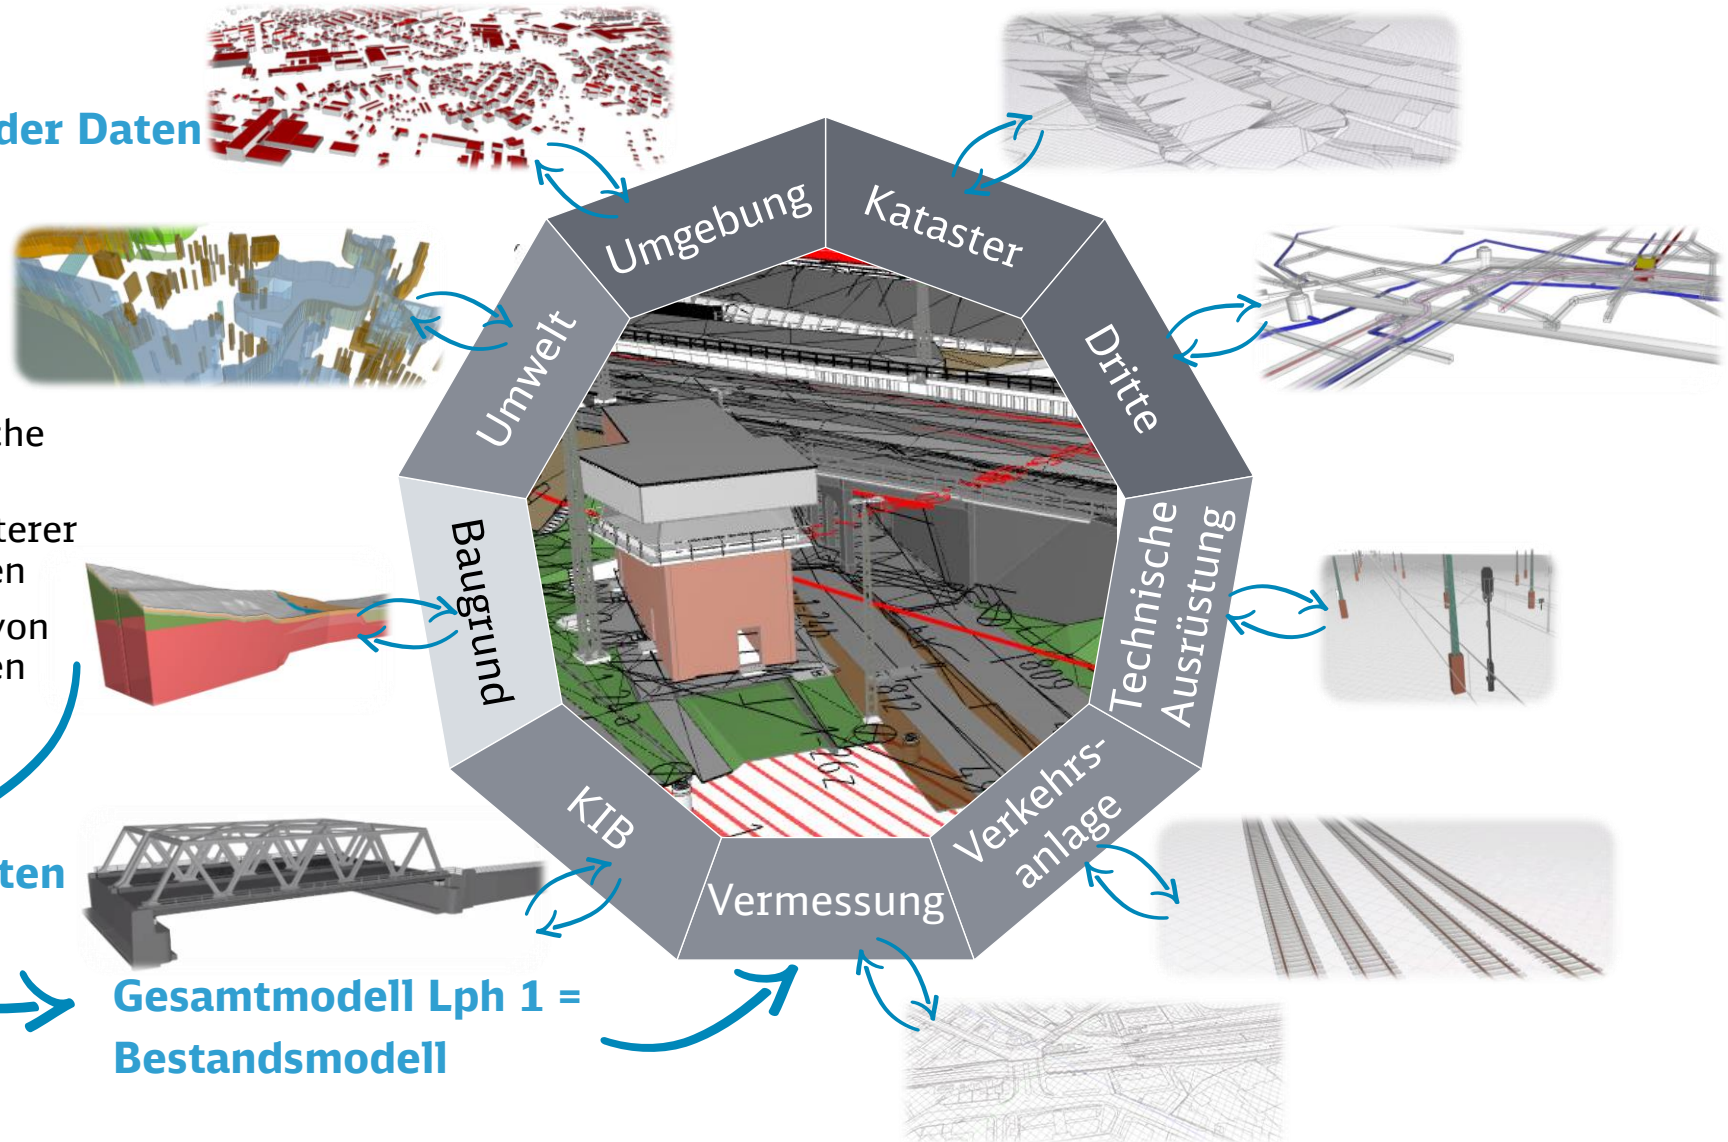 der Daten
che
terer
en
von
en
ten
Gesamtmodell Lph 1 =
Bestandsmodell
Umgebung
Kataster
Dritte
Technische
Ausrüstung
Verkehrs-
anlage
Vermessung
KIB
Baugrund
Umwelt